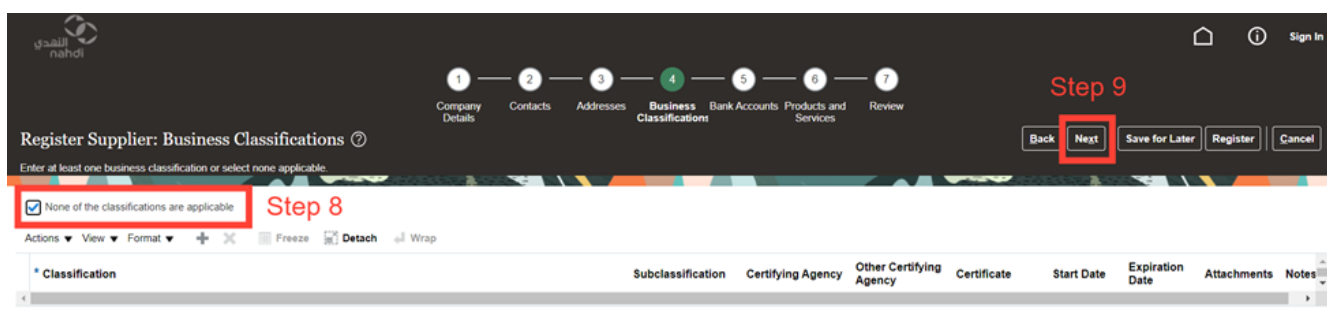 النهدي
nahdi
Sign In
1 2 3 4 5 6 7
Company Details Contacts Addresses Business Classifications Bank Accounts Products and Services Review
Step 9
Register Supplier: Business Classifications ?
Back Next Save for Later Register Cancel
Enter at least one business classification or select none applicable.
None of the classifications are applicable Step 8
Actions View Format Freeze Detach Wrap
* Classification Subclassification Certifying Agency Other Certifying Agency Certificate Start Date Expiration Date Attachments Notes